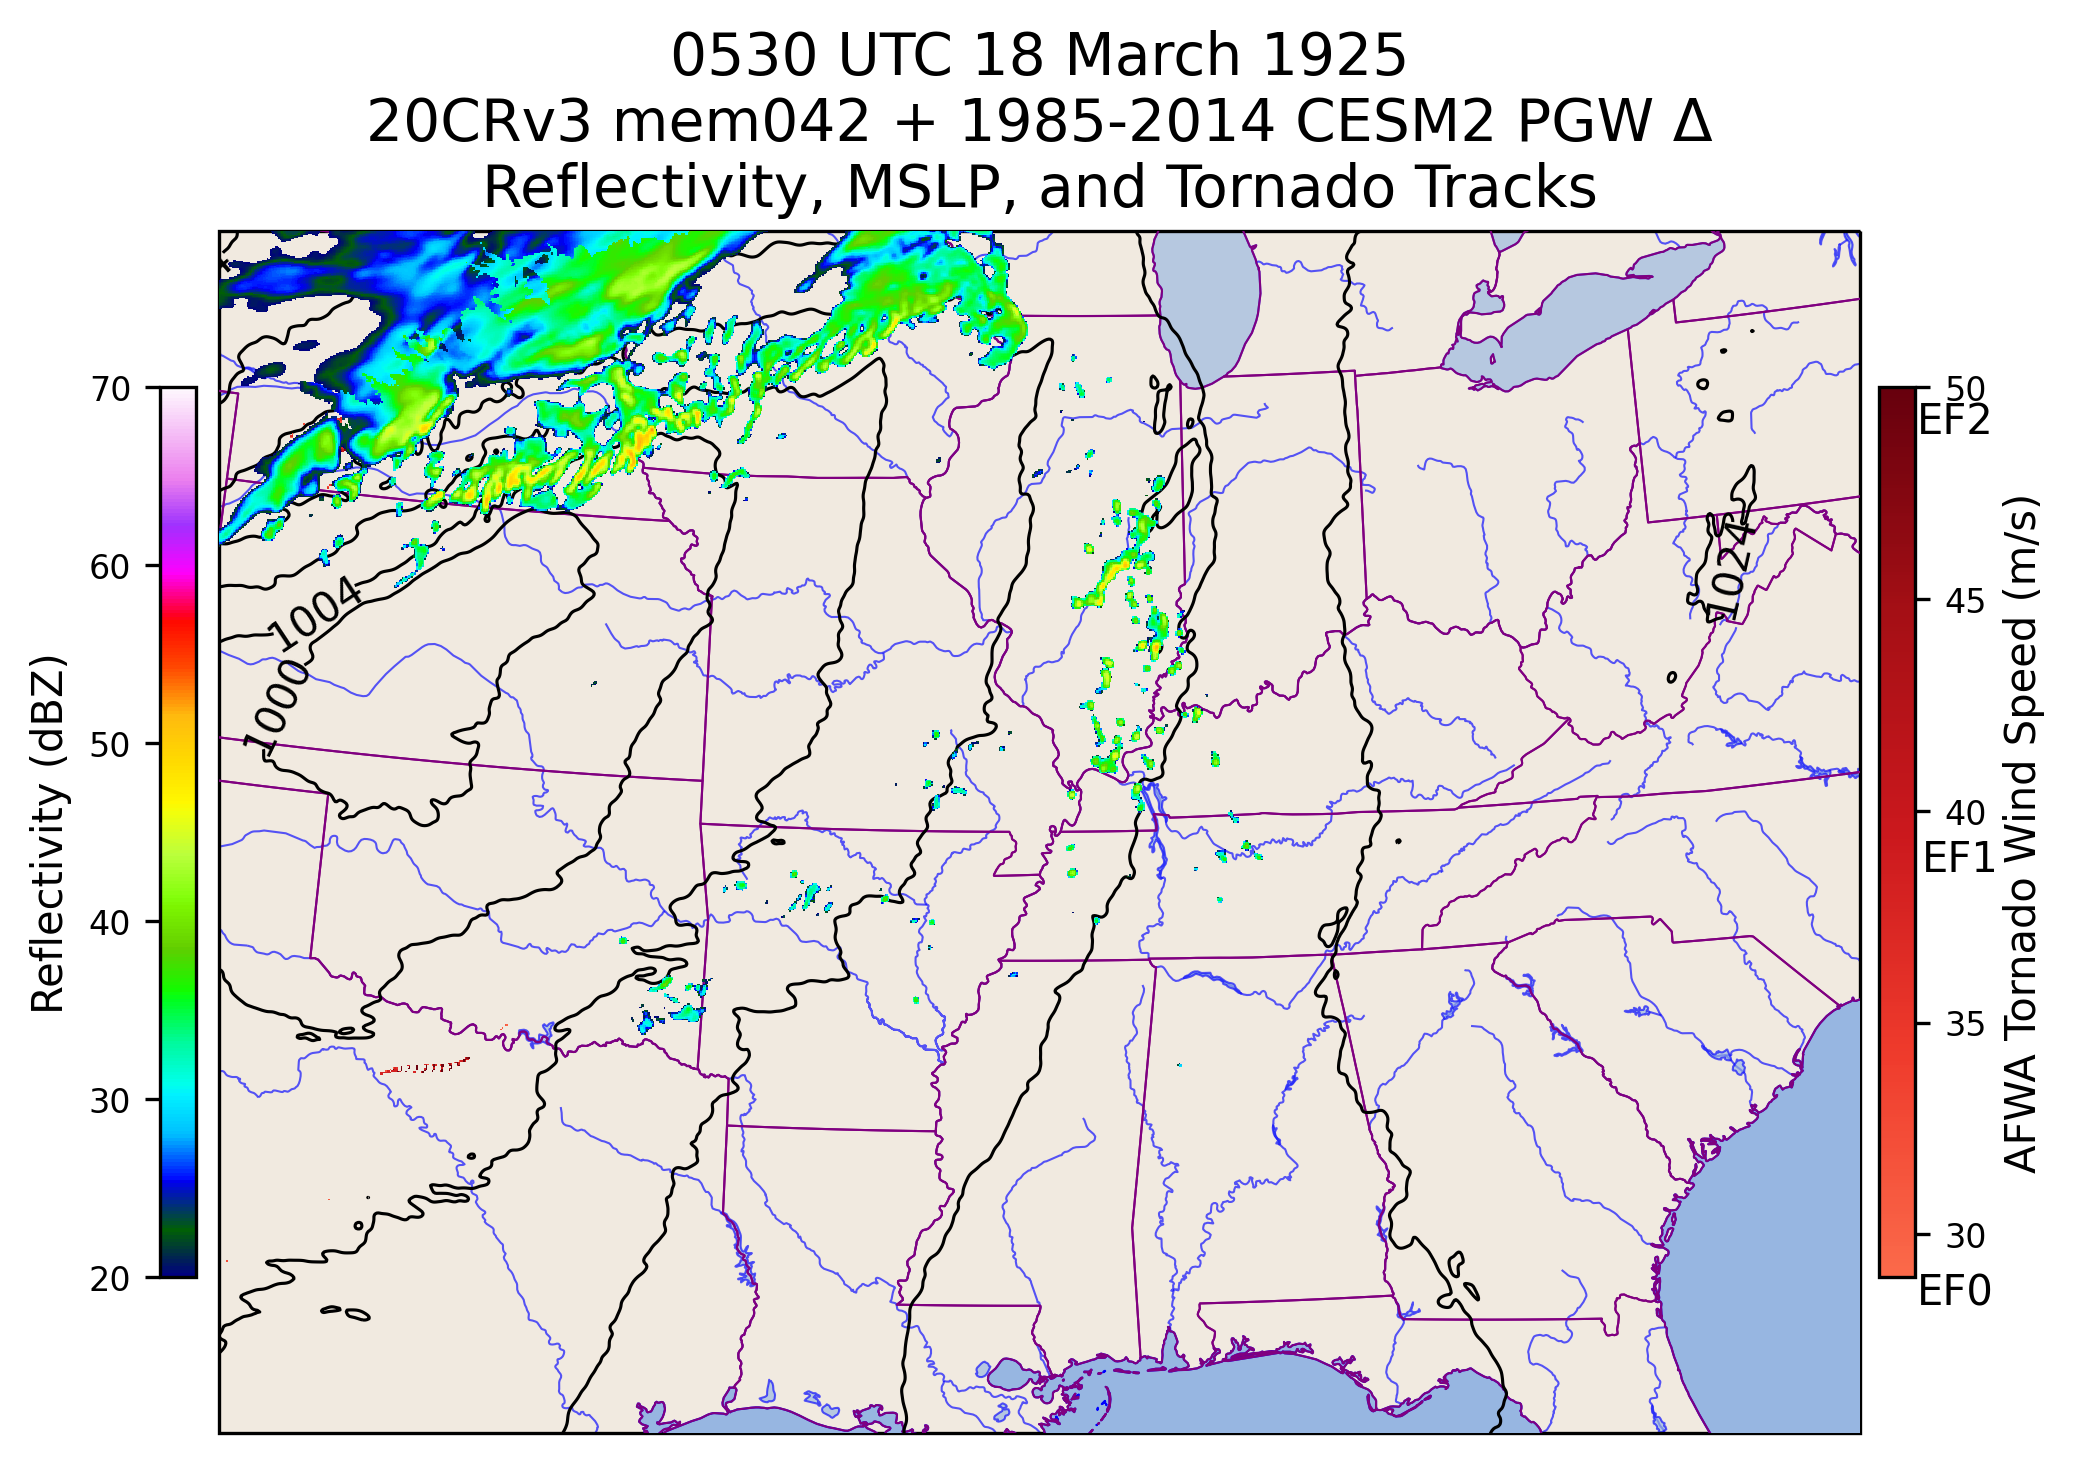 0530 UTC 18 March 1925
20CRv3 mem042 + 1985-2014 CESM2 PGW Δ
Reflectivity, MSLP, and Tornado Tracks
Reflectivity (dBZ)
70
60
50
40
30
20
1004
1000
1024
50
EF2
45
40
EF1
35
30
EF0
AFWA Tornado Wind Speed (m/s)